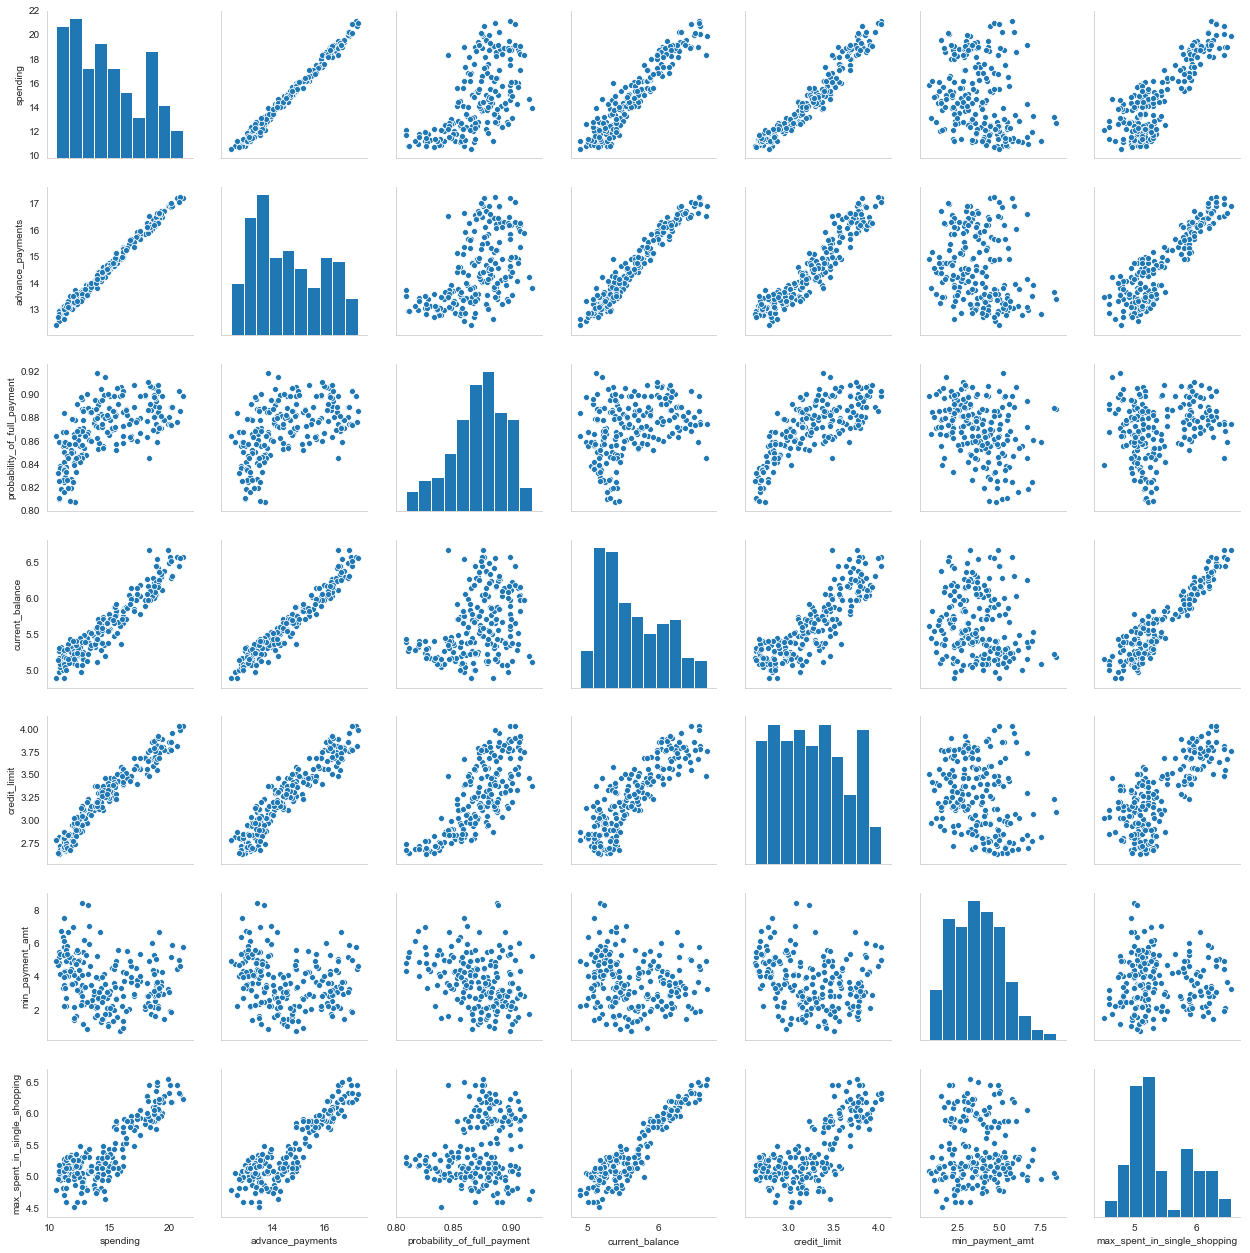 22
20
18
16
14
12
10
spending
17
16
15
14
13
advance_payments
0.92
0.90
0.88
0.86
0.84
0.82
0.80
probability_of_full_payment
6.5
6.0
5.5
5.0
current_balance
4.00
3.75
3.50
3.25
3.00
2.75
credit_limit
8
6
4
2
min_payment_amt
6.5
6.0
5.5
5.0
4.5
max_spent_in_single_shopping
10 15 20
14 16
0.80 0.85 0.90
5 6
3.0 3.5 4.0
2.5 5.0 7.5
5 6
spending
advance_payments
probability_of_full_payment
current_balance
credit_limit
min_payment_amt
max_spent_in_single_shopping